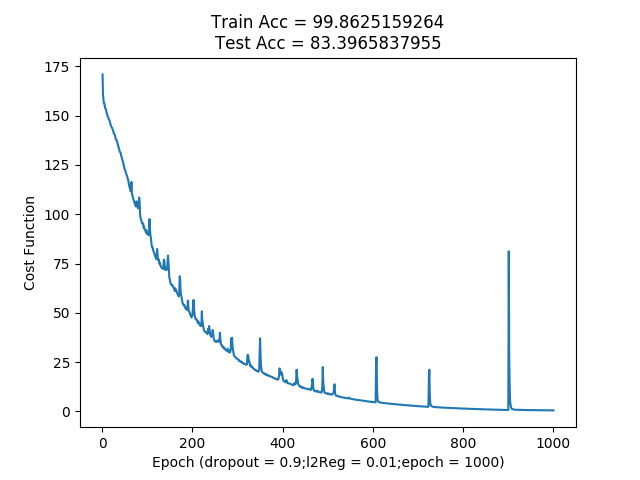 Train Acc = 99.8625159264
Test Acc = 83.3965837955
175
150
125
100
75
50
25
0
Cost Function
0 200 400 600 800 1000
Epoch (dropout = 0.9;l2Reg = 0.01;epoch = 1000)